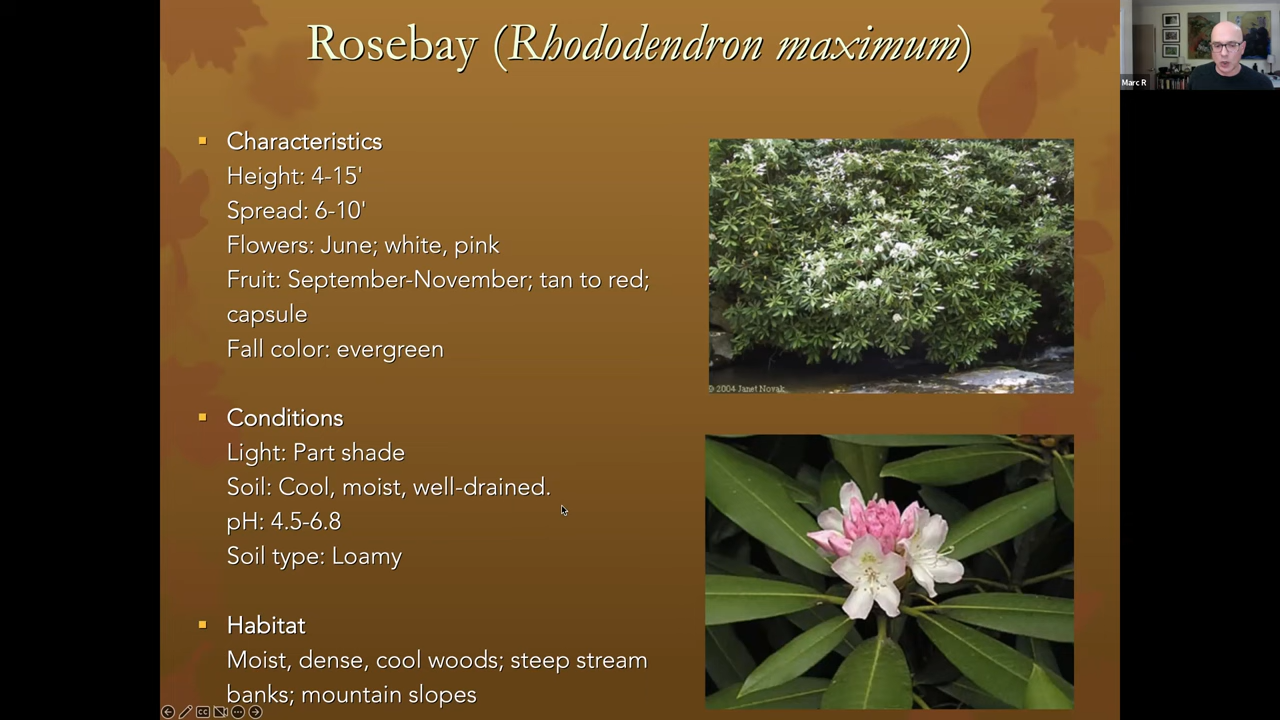 Rosebay (Rhododendron maximum)
Marc R
Characteristics
Height: 4-15'
Spread: 6-10'
Flowers: June; white, pink
Fruit: September-November; tan to red;
capsule
Fall color: evergreen
© 2004 Janet Novak
Conditions
Light: Part shade
Soil: Cool, moist, well-drained.
pH: 4.5-6.8
Soil type: Loamy
Habitat
Moist, dense, cool woods; steep stream
banks; mountain slopes
CC